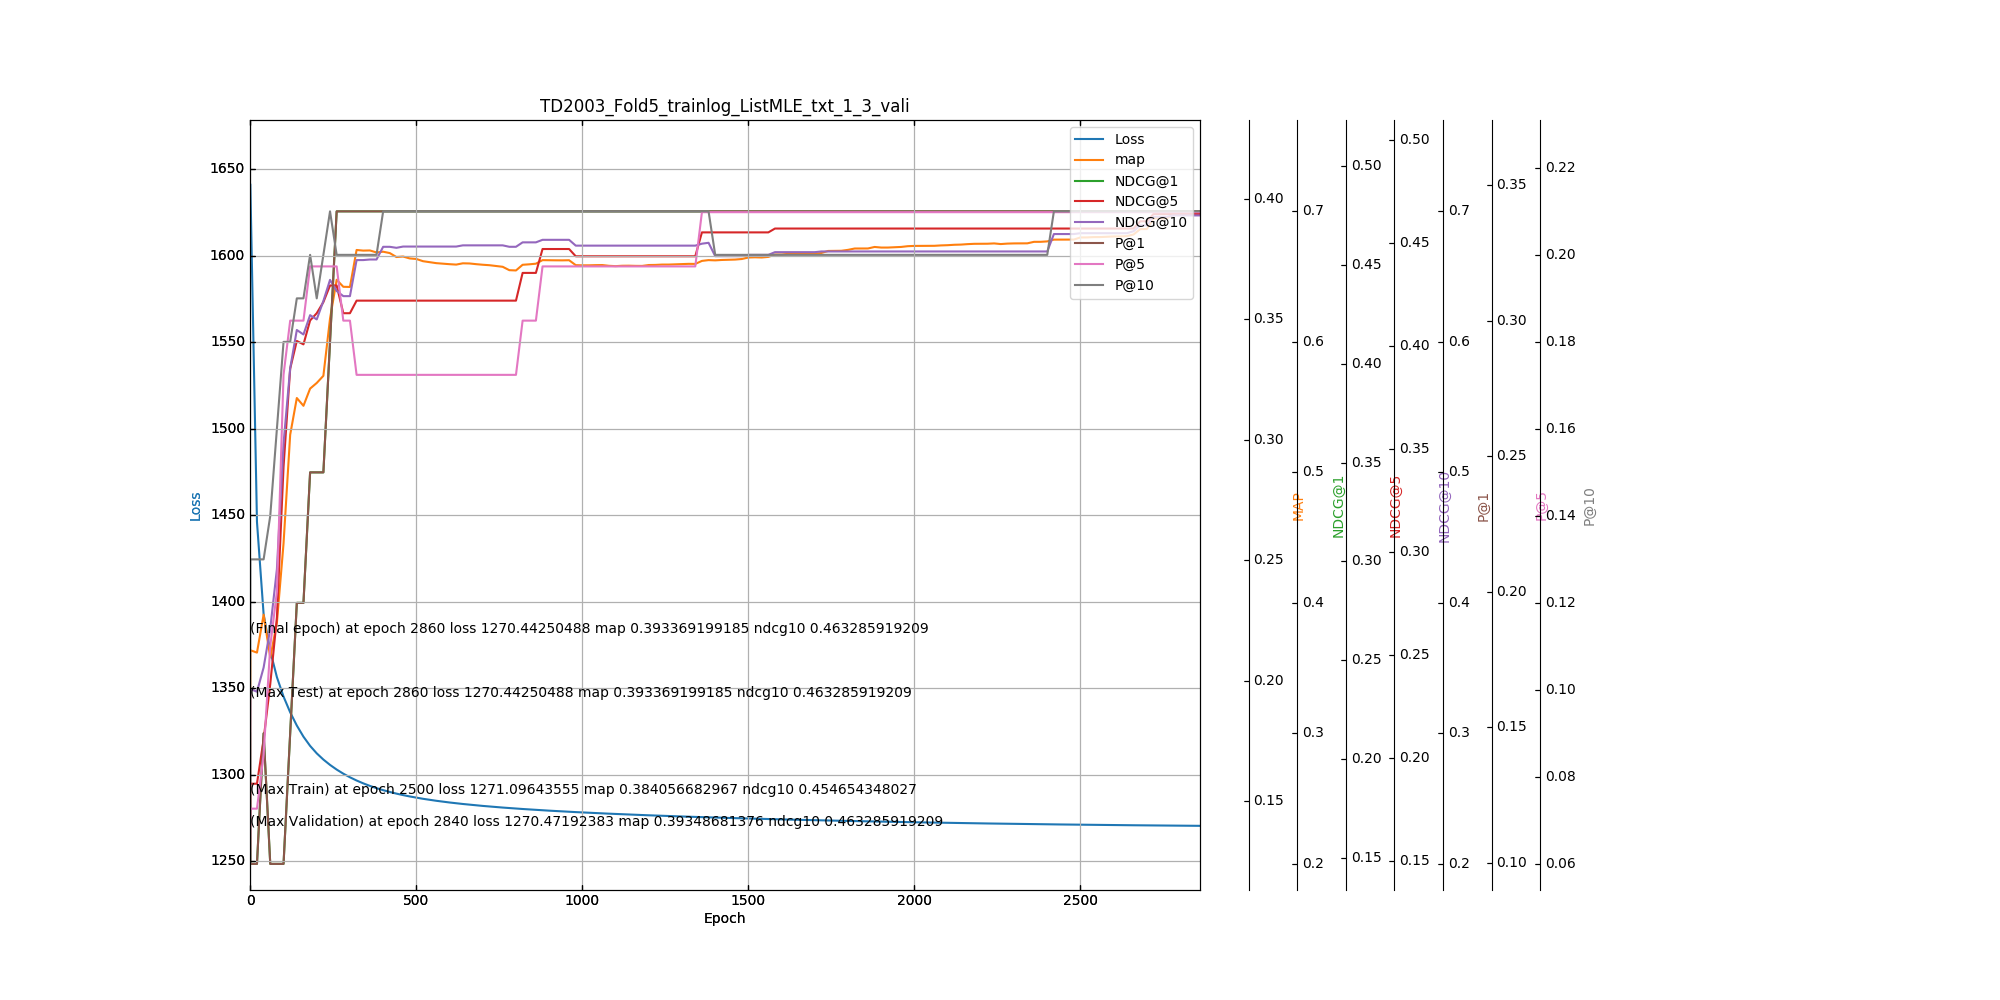 TD2003_Fold5_trainlog_ListMLE_txt_1_3_vali
Loss
map
NDCG@1
NDCG@5
NDCG@10
P@1
P@5
P@10
1650
1600
1550
1500
1450
1400
1350
1300
1250
Loss
(Final epoch) at epoch 2860 loss 1270.44250488 map 0.393369199185 ndcg10 0.463285919209
(Max Test) at epoch 2860 loss 1270.44250488 map 0.393369199185 ndcg10 0.463285919209
(Max Train) at epoch 2500 loss 1271.09643555 map 0.384056682967 ndcg10 0.454654348027
(Max Validation) at epoch 2840 loss 1270.47192383 map 0.39348681376 ndcg10 0.463285919209
0 500 1000 1500 2000 2500
Epoch
0.40
0.35
0.30
0.25
0.20
0.15
MAP
0.7
0.6
0.5
0.4
0.3
0.2
NDCG@1
0.50
0.45
0.40
0.35
0.30
0.25
0.20
0.15
NDCG@5
0.50
0.45
0.40
0.35
0.30
0.25
0.20
0.15
NDCG@10
0.7
0.6
0.5
0.4
0.3
0.2
P@1
0.35
0.30
0.25
0.20
0.15
0.10
P@5
0.22
0.20
0.18
0.16
0.14
0.12
0.10
0.08
0.06
P@10